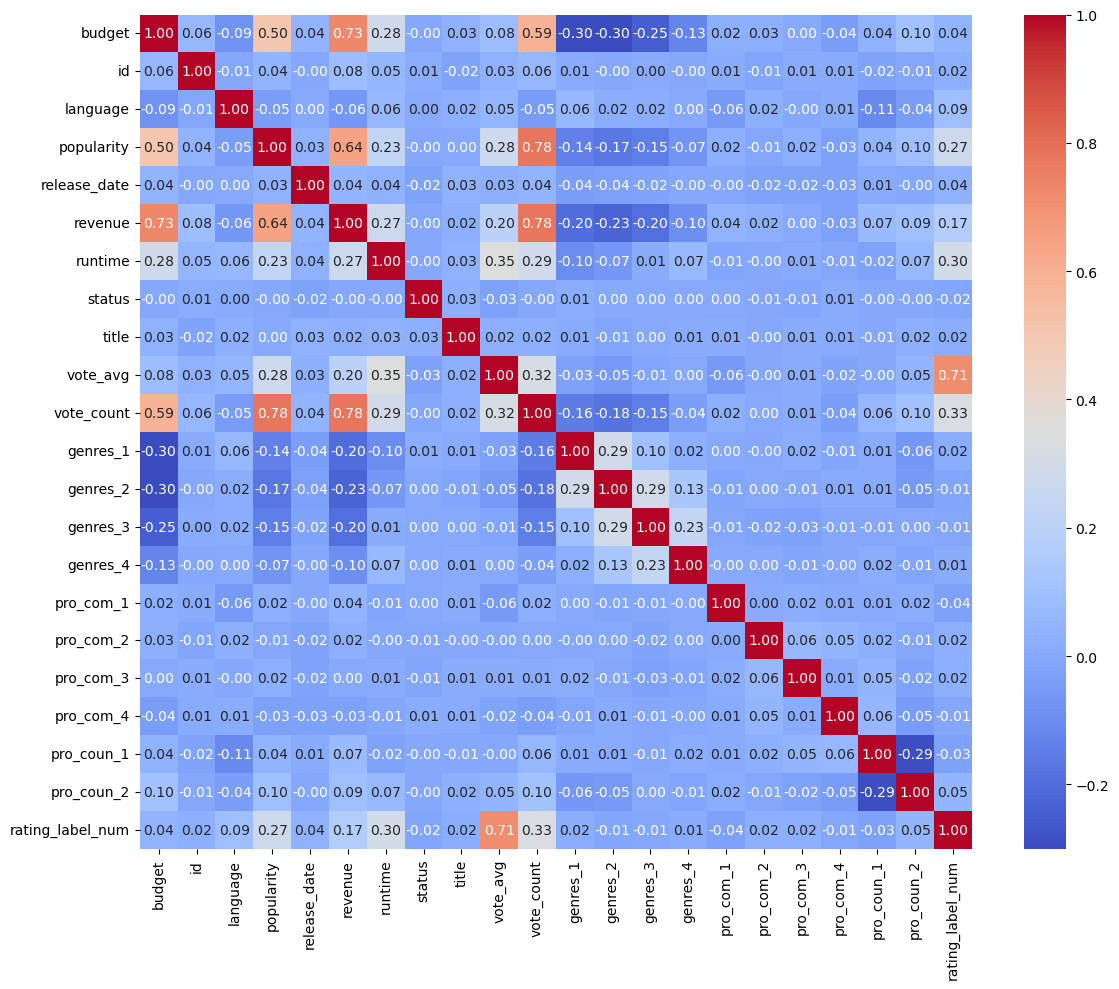 budget 1.00 0.06 -0.09 0.50 0.04 0.73 0.28 -0.00 0.03 0.08 0.59 -0.30 -0.30 -0.25 -0.13 0.02 0.03 0.00 -0.04 0.04 0.10 0.04
id 0.06 1.00 -0.01 0.04 -0.00 0.08 0.05 0.01 -0.02 0.03 0.06 0.01 -0.00 0.00 -0.00 0.01 -0.01 0.01 0.01 -0.02 -0.01 0.02
language -0.09 -0.01 1.00 -0.05 0.00 -0.06 0.06 0.00 0.02 0.05 -0.05 0.06 0.02 0.02 0.00 -0.06 0.02 -0.00 0.01 -0.11 -0.04 0.09
popularity 0.50 0.04 -0.05 1.00 0.03 0.64 0.23 -0.00 0.00 0.28 0.78 -0.14 -0.17 -0.15 -0.07 0.02 -0.01 0.02 -0.03 0.04 0.10 0.27
release_date 0.04 -0.00 0.00 0.03 1.00 0.04 0.04 -0.02 0.03 0.03 0.04 -0.04 -0.04 -0.02 -0.00 -0.00 -0.02 -0.02 -0.03 0.01 -0.00 0.04
revenue 0.73 0.08 -0.06 0.64 0.04 1.00 0.27 -0.00 0.02 0.20 0.78 -0.20 -0.23 -0.20 -0.10 0.04 0.02 0.00 -0.03 0.07 0.09 0.17
runtime 0.28 0.05 0.06 0.23 0.04 0.27 1.00 -0.00 0.03 0.35 0.29 -0.10 -0.07 0.01 0.07 -0.01 -0.00 0.01 -0.01 -0.02 0.07 0.30
status -0.00 0.01 0.00 -0.00 -0.02 -0.00 -0.00 1.00 0.03 -0.03 -0.00 0.01 0.00 0.00 0.00 0.00 -0.01 -0.01 0.01 -0.00 -0.00 -0.02
title 0.03 -0.02 0.02 0.00 0.03 0.02 0.03 0.03 1.00 0.02 0.02 0.01 -0.01 0.00 0.01 0.01 -0.00 0.01 0.01 -0.01 0.02 0.02
vote_avg 0.08 0.03 0.05 0.28 0.03 0.20 0.35 -0.03 0.02 1.00 0.32 -0.03 -0.05 -0.01 0.00 -0.06 -0.00 0.01 -0.02 -0.00 0.05 0.71
vote_count 0.59 0.06 -0.05 0.78 0.04 0.78 0.29 -0.00 0.02 0.32 1.00 -0.16 -0.18 -0.15 -0.04 0.02 0.00 0.01 -0.04 0.06 0.10 0.33
genres_1 -0.30 0.01 0.06 -0.14 -0.04 -0.20 -0.10 0.01 0.01 -0.03 -0.16 1.00 0.29 0.10 0.02 0.00 -0.00 0.02 -0.01 0.01 -0.06 0.02
genres_2 -0.30 -0.00 0.02 -0.17 -0.04 -0.23 -0.07 0.00 -0.01 -0.05 -0.18 0.29 1.00 0.29 0.13 -0.01 0.00 -0.01 0.01 0.01 -0.05 -0.01
genres_3 -0.25 0.00 0.02 -0.15 -0.02 -0.20 0.01 0.00 0.00 -0.01 -0.15 0.10 0.29 1.00 0.23 -0.01 -0.02 -0.03 -0.01 -0.01 0.00 -0.01
genres_4 -0.13 -0.00 0.00 -0.07 -0.00 -0.10 0.07 0.00 0.01 0.00 -0.04 0.02 0.13 0.23 1.00 -0.00 0.00 -0.01 -0.00 0.02 -0.01 0.01
pro_com_1 0.02 0.01 -0.06 0.02 -0.00 0.04 -0.01 0.00 0.01 -0.06 0.02 0.00 -0.01 -0.01 -0.00 1.00 0.00 0.02 0.01 0.01 0.02 -0.04
pro_com_2 0.03 -0.01 0.02 -0.01 -0.02 0.02 -0.00 -0.01 -0.00 -0.00 0.00 -0.00 0.00 -0.02 0.00 0.00 1.00 0.06 0.05 0.02 -0.01 0.02
pro_com_3 0.00 0.01 -0.00 0.02 -0.02 0.00 0.01 -0.01 0.01 0.01 0.01 0.02 -0.01 -0.03 -0.01 0.02 0.06 1.00 0.01 0.05 -0.02 0.02
pro_com_4 -0.04 0.01 0.01 -0.03 -0.03 -0.03 -0.01 0.01 0.01 -0.02 -0.04 -0.01 0.01 -0.01 -0.00 0.01 0.05 0.01 1.00 0.06 -0.05 -0.01
pro_coun_1 0.04 -0.02 -0.11 0.04 0.01 0.07 -0.02 -0.00 -0.01 -0.00 0.06 0.01 0.01 -0.01 0.02 0.01 0.02 0.05 0.06 1.00 -0.29 -0.03
pro_coun_2 0.10 -0.01 -0.04 0.10 -0.00 0.09 0.07 -0.00 0.02 0.05 0.10 -0.06 -0.05 0.00 -0.01 0.02 -0.01 -0.02 -0.05 -0.29 1.00 0.05
rating_label_num 0.04 0.02 0.09 0.27 0.04 0.17 0.30 -0.02 0.02 0.71 0.33 0.02 -0.01 -0.01 0.01 -0.04 0.02 0.02 -0.01 -0.03 0.05 1.00
budget id language popularity release_date revenue runtime status title vote_avg vote_count genres_1 genres_2 genres_3 genres_4 pro_com_1 pro_com_2 pro_com_3 pro_com_4 pro_coun_1 pro_coun_2 rating_label_num
1.0
0.8
0.6
0.4
0.2
0.0
−0.2